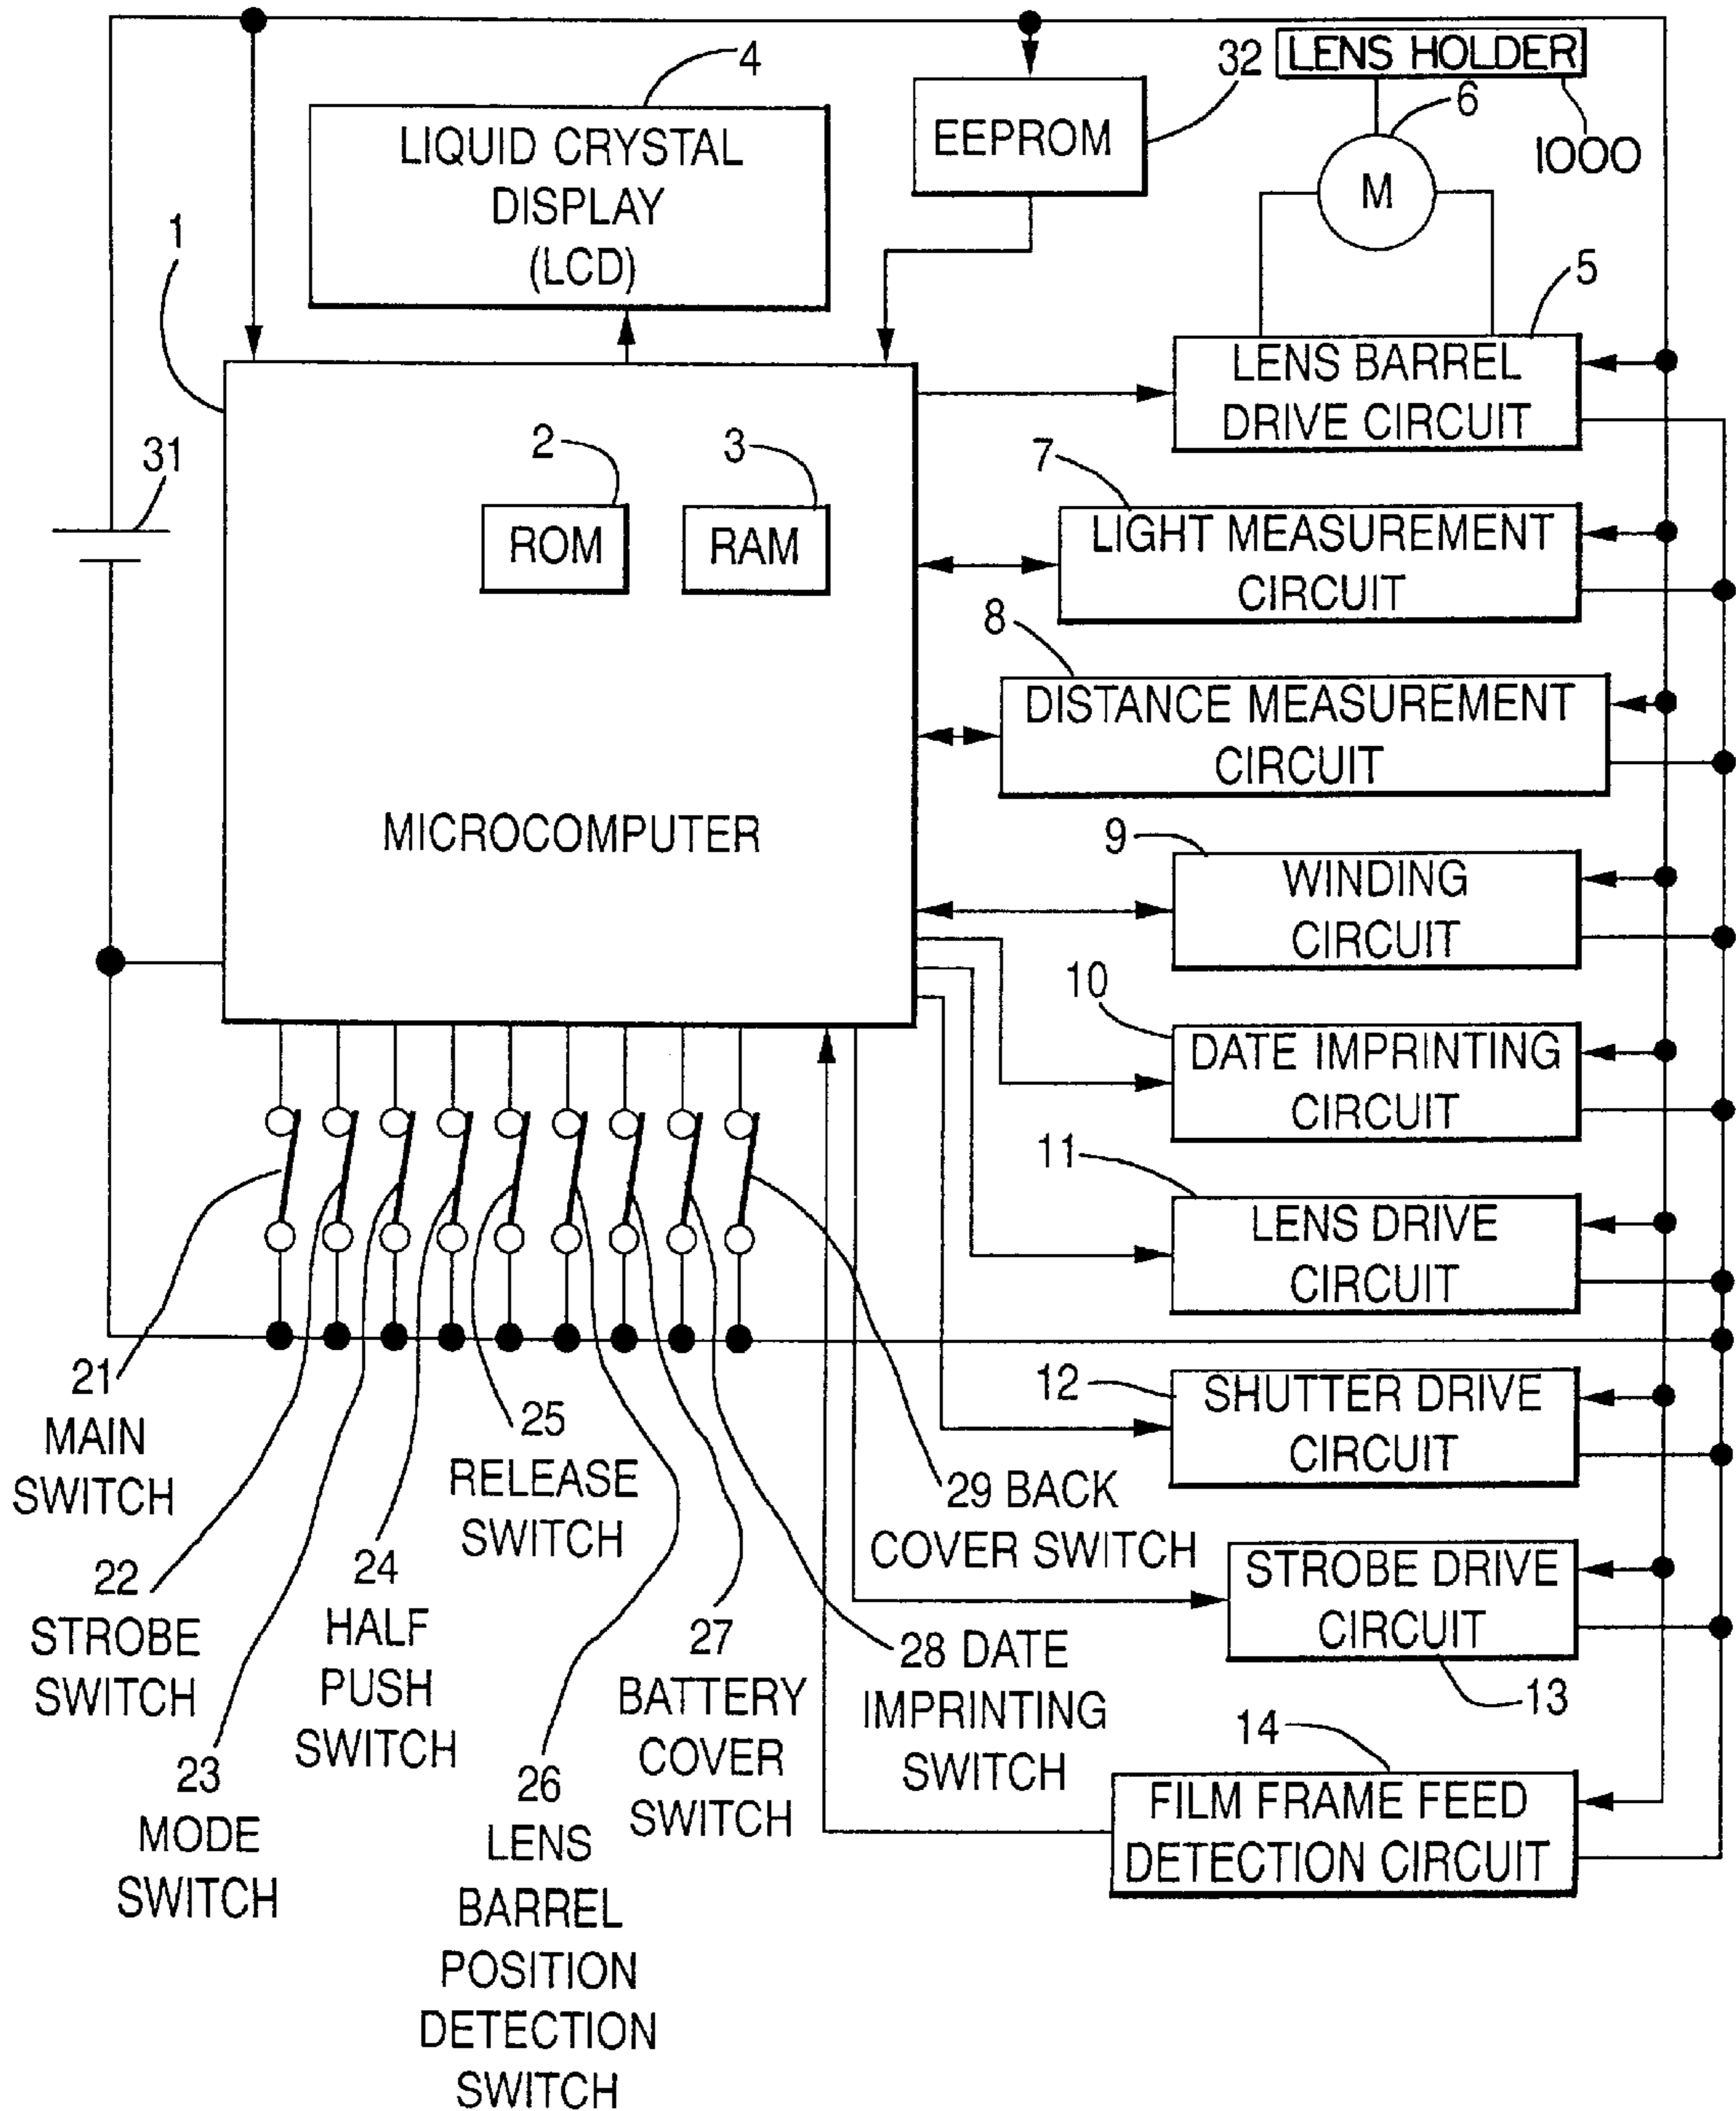 4
LIQUID CRYSTAL
DISPLAY
(LCD)
32
EEPROM
LENS HOLDER
1000
6
M
1
31
5
LENS BARREL
DRIVE CIRCUIT
2
ROM
3
RAM
MICROCOMPUTER
7
LIGHT MEASUREMENT
CIRCUIT
8
DISTANCE MEASUREMENT
CIRCUIT
9
WINDING
CIRCUIT
10
DATE IMPRINTING
CIRCUIT
11
LENS DRIVE
CIRCUIT
12
SHUTTER DRIVE
CIRCUIT
STROBE DRIVE
CIRCUIT
13
14
FILM FRAME FEED
DETECTION CIRCUIT
21
MAIN
SWITCH
22
STROBE
SWITCH
23
MODE
SWITCH
24
HALF
PUSH
SWITCH
25
RELEASE
SWITCH
26
LENS
BARREL
POSITION
DETECTION
SWITCH
27
BATTERY
COVER
SWITCH
28 DATE
IMPRINTING
SWITCH
29 BACK
COVER SWITCH